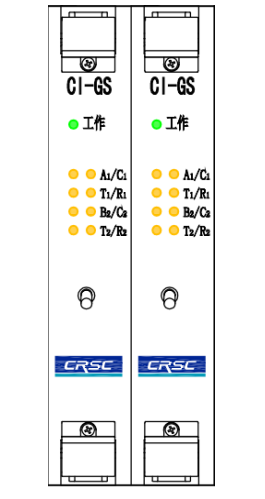 CI-GS
工作
A1/C1
T1/R1
B2/C2
T2/R2
CRSC
CI-GS
工作
A1/C1
T1/R1
B2/C2
T2/R2
CRSC